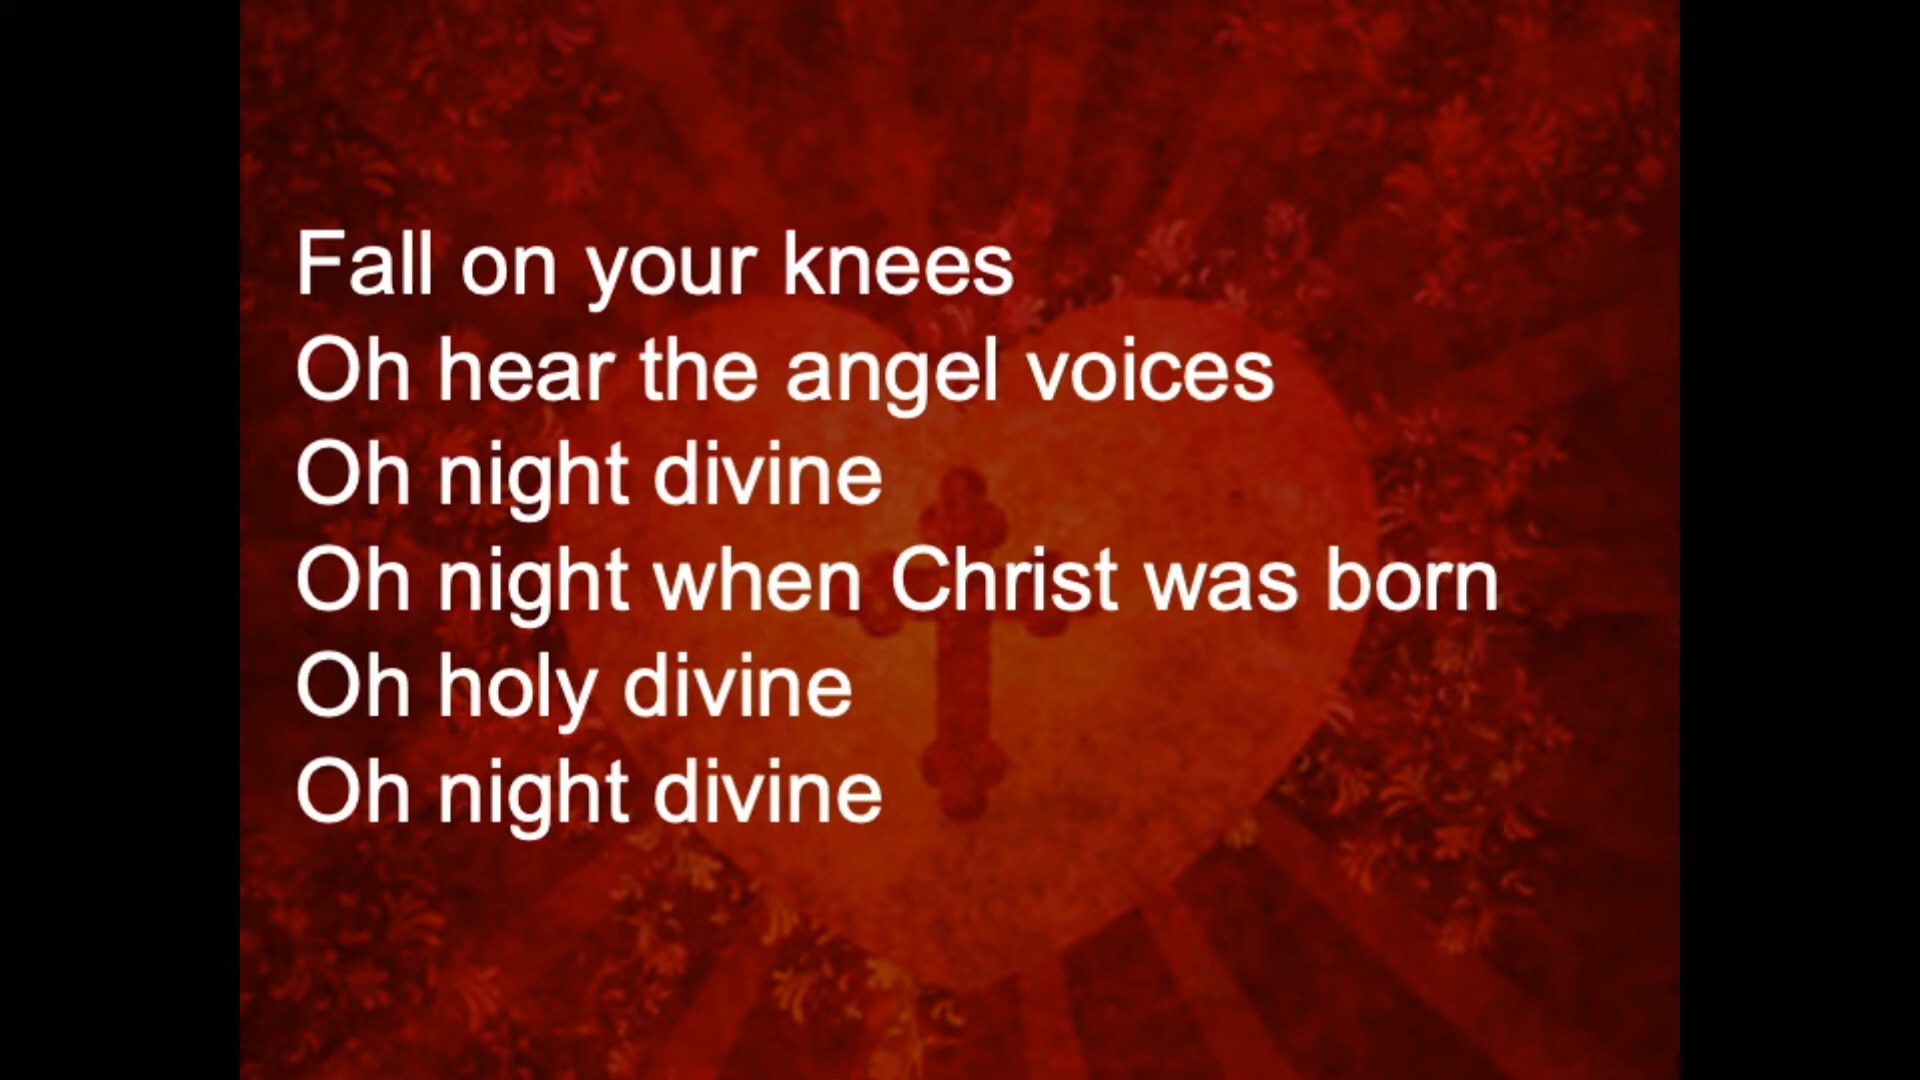 Fall on your knees
Oh hear the angel voices
Oh night divine
Oh night when Christ was born
Oh holy divine
Oh night divine